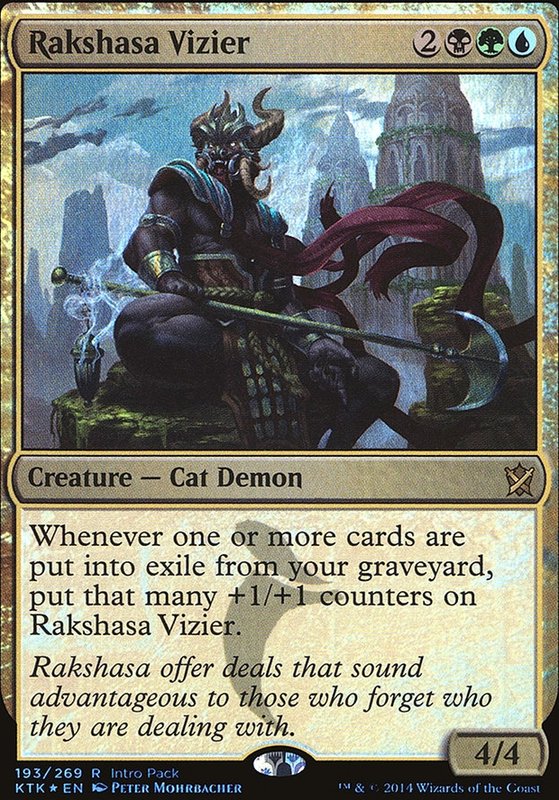 Rakshasa Vizier 2
Creature — Cat Demon
Whenever one or more cards are
put into exile from your graveyard,
put that many +1/+1 counters on
Rakshasa Vizier.
Rakshasa offer deals that sound
advantageous to those who forget who
they are dealing with.
4/4
193/269 R Intro Pack
KTK ★ EN Peter Mohrbacher ™ & © 2014 Wizards of the Coast